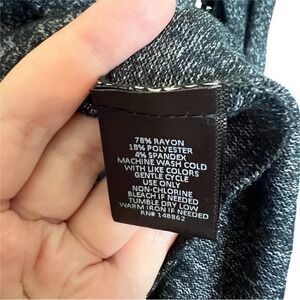 78% RAYON
18% POLYESTER
4% SPANDEX
MACHINE WASH COLD
WITH LIKE COLORS
GENTLE CYCLE
USE ONLY
NON-CHLORINE
BLEACH IF NEEDED
TUMBLE DRY LOW
WARM IRON IF NEEDED
RN# 148862